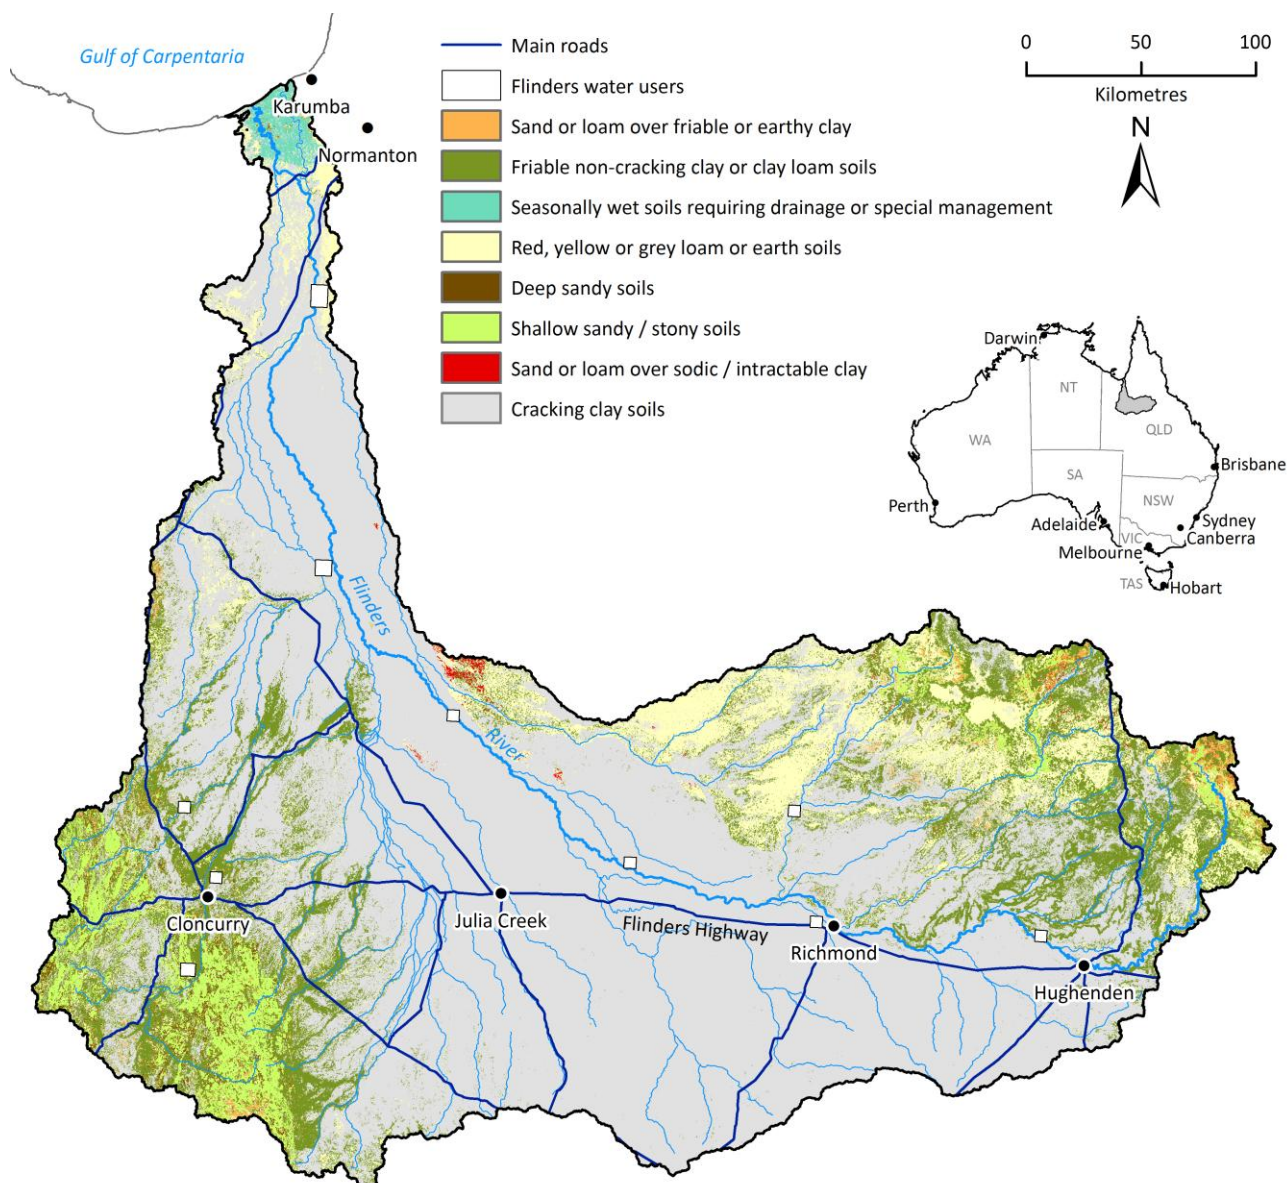 Gulf of Carpentaria
Karumba
Normanton
Main roads
Flinders water users
Sand or loam over friable or earthy clay
Friable non-cracking clay or clay loam soils
Seasonally wet soils requiring drainage or special management
Red, yellow or grey loam or earth soils
Deep sandy soils
Shallow sandy / stony soils
Sand or loam over sodic / intractable clay
Cracking clay soils
0 50 100
Kilometres
N
Darwin
NT
WA
QLD
SA
Brisbane
NSW
Perth
Adelaide
Sydney
Canberra
VIC
Melbourne
TAS
Hobart
Flinders
River
Cloncurry
Julia Creek
Flinders Highway
Richmond
Hughenden